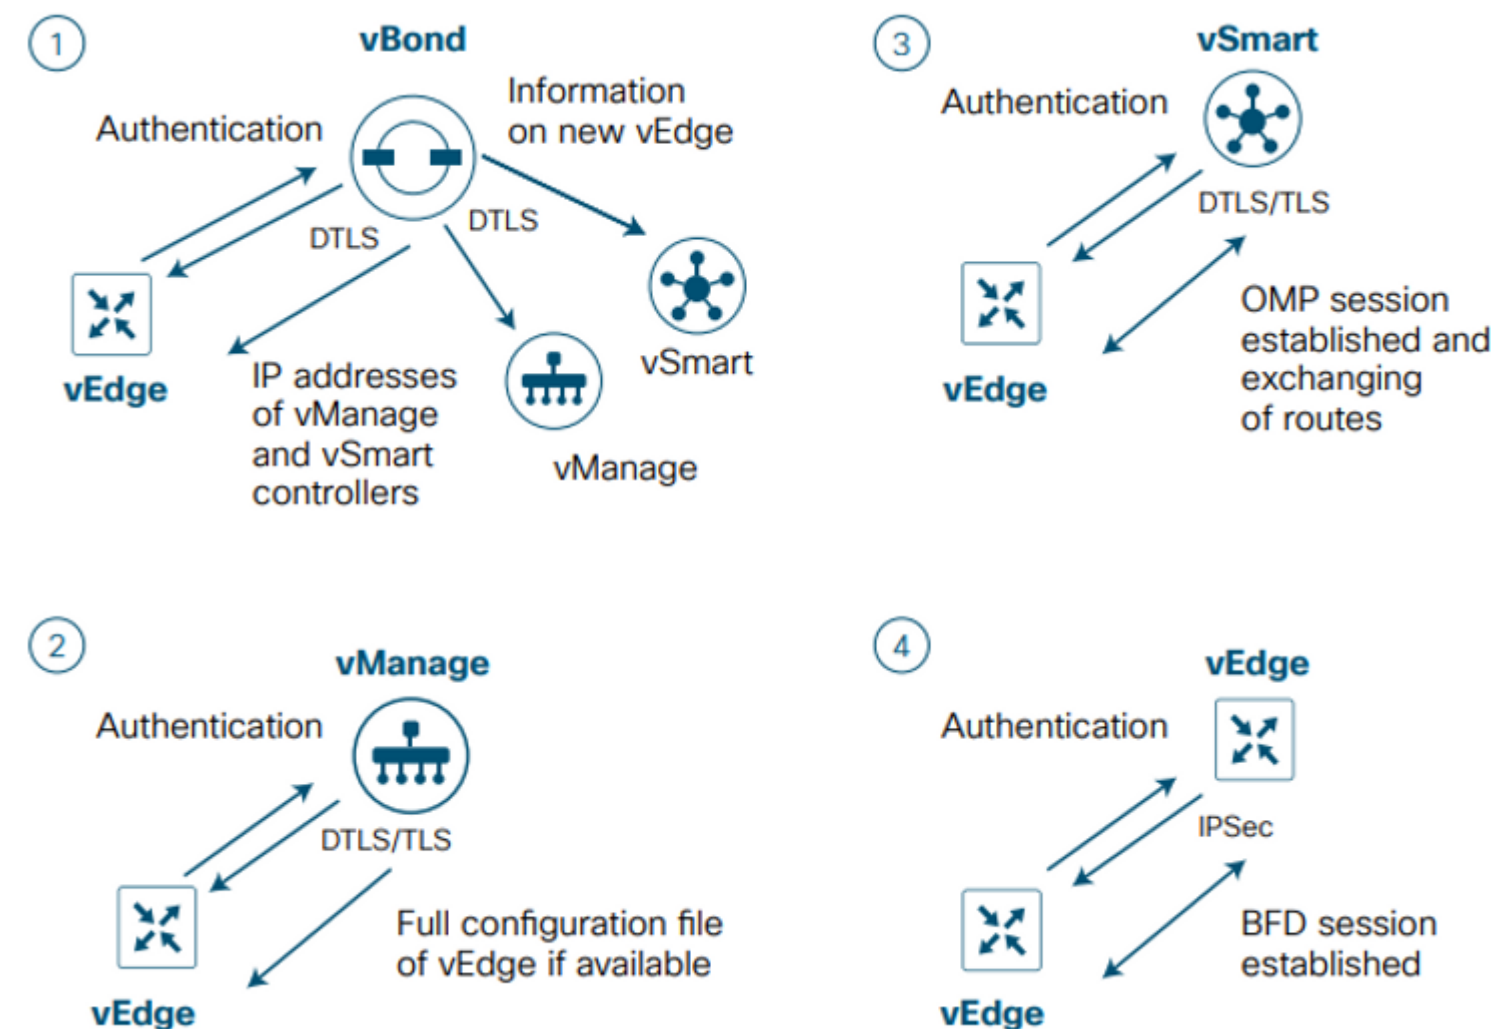 1
vBond
Authentication
Information
on new vEdge
DTLS
DTLS
vEdge
IP addresses
of vManage
and vSmart
controllers
vSmart
vManage
2
vManage
Authentication
DTLS/TLS
Full configuration file
of vEdge if available
vEdge
3
vSmart
Authentication
DTLS/TLS
vEdge
OMP session
established and
exchanging
of routes
4
vEdge
Authentication
IPSec
BFD session
established
vEdge